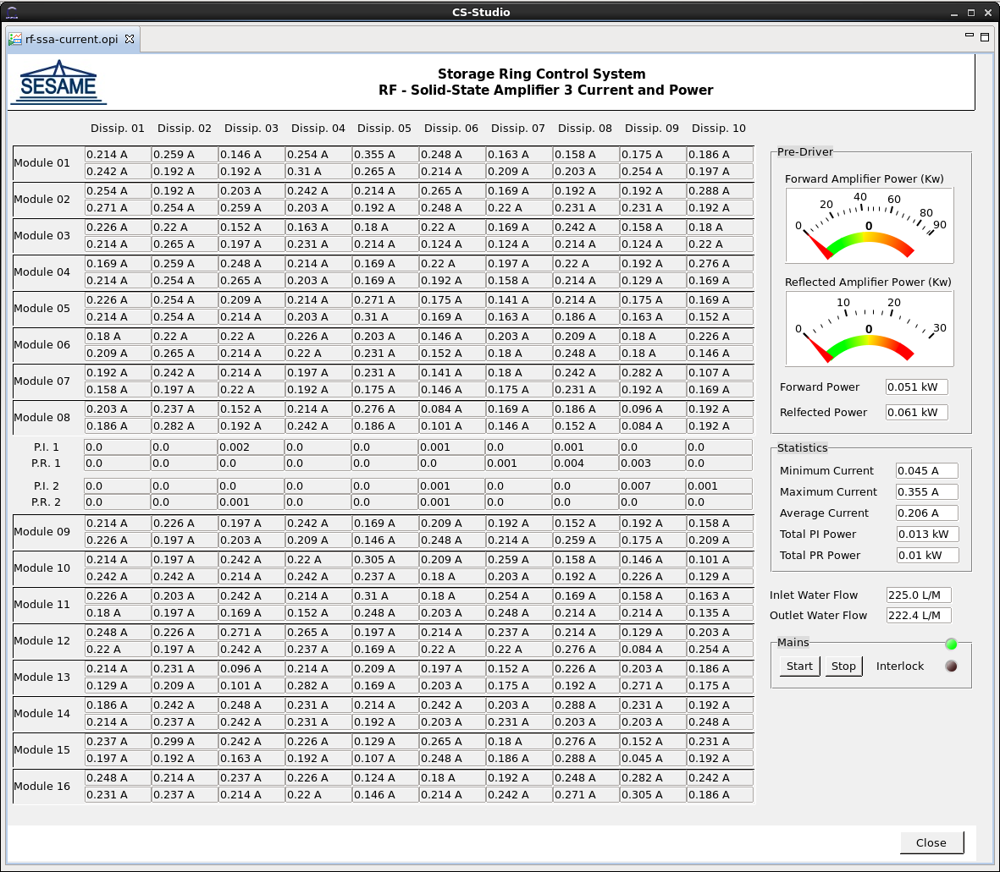 CS-Studio
rf-ssa-current.opi
SESAME
Storage Ring Control System
RF - Solid-State Amplifier 3 Current and Power
Dissip. 01 Dissip. 02 Dissip. 03 Dissip. 04 Dissip. 05 Dissip. 06 Dissip. 07 Dissip. 08 Dissip. 09 Dissip. 10
Module 01
0.214 A 0.259 A 0.146 A 0.254 A 0.355 A 0.248 A 0.163 A 0.158 A 0.175 A 0.186 A
0.242 A 0.192 A 0.192 A 0.31 A 0.265 A 0.214 A 0.209 A 0.203 A 0.254 A 0.197 A
Module 02
0.254 A 0.192 A 0.203 A 0.242 A 0.214 A 0.265 A 0.169 A 0.192 A 0.192 A 0.288 A
0.271 A 0.254 A 0.259 A 0.203 A 0.192 A 0.248 A 0.22 A 0.231 A 0.231 A 0.192 A
Module 03
0.226 A 0.22 A 0.152 A 0.163 A 0.18 A 0.22 A 0.169 A 0.242 A 0.158 A 0.18 A
0.214 A 0.265 A 0.197 A 0.231 A 0.214 A 0.124 A 0.124 A 0.214 A 0.124 A 0.22 A
Module 04
0.169 A 0.259 A 0.248 A 0.214 A 0.169 A 0.22 A 0.197 A 0.22 A 0.192 A 0.276 A
0.214 A 0.254 A 0.265 A 0.203 A 0.169 A 0.192 A 0.158 A 0.214 A 0.129 A 0.169 A
Module 05
0.226 A 0.254 A 0.209 A 0.214 A 0.271 A 0.175 A 0.141 A 0.214 A 0.175 A 0.169 A
0.214 A 0.254 A 0.214 A 0.203 A 0.31 A 0.169 A 0.163 A 0.186 A 0.163 A 0.152 A
Module 06
0.18 A 0.22 A 0.22 A 0.226 A 0.203 A 0.146 A 0.203 A 0.209 A 0.18 A 0.226 A
0.209 A 0.265 A 0.214 A 0.22 A 0.231 A 0.152 A 0.18 A 0.248 A 0.18 A 0.146 A
Module 07
0.192 A 0.242 A 0.214 A 0.197 A 0.231 A 0.141 A 0.18 A 0.242 A 0.282 A 0.107 A
0.158 A 0.197 A 0.22 A 0.192 A 0.175 A 0.146 A 0.175 A 0.231 A 0.192 A 0.169 A
Module 08
0.203 A 0.237 A 0.152 A 0.214 A 0.276 A 0.084 A 0.169 A 0.186 A 0.096 A 0.192 A
0.186 A 0.282 A 0.192 A 0.242 A 0.186 A 0.101 A 0.146 A 0.152 A 0.084 A 0.192 A
P.I. 1 0.0 0.0 0.002 0.0 0.0 0.001 0.0 0.001 0.0 0.0
P.R. 1 0.0 0.0 0.0 0.0 0.0 0.0 0.001 0.004 0.003 0.0
P.I. 2 0.0 0.0 0.0 0.0 0.0 0.001 0.0 0.0 0.007 0.001
P.R. 2 0.0 0.0 0.001 0.0 0.0 0.001 0.0 0.0 0.0 0.0
Module 09
0.214 A 0.226 A 0.197 A 0.242 A 0.169 A 0.209 A 0.192 A 0.152 A 0.192 A 0.158 A
0.226 A 0.197 A 0.203 A 0.209 A 0.146 A 0.248 A 0.214 A 0.259 A 0.175 A 0.209 A
Module 10
0.214 A 0.197 A 0.242 A 0.22 A 0.305 A 0.209 A 0.259 A 0.158 A 0.146 A 0.101 A
0.242 A 0.242 A 0.214 A 0.242 A 0.237 A 0.18 A 0.203 A 0.192 A 0.226 A 0.129 A
Module 11
0.226 A 0.203 A 0.242 A 0.214 A 0.31 A 0.18 A 0.254 A 0.169 A 0.158 A 0.163 A
0.18 A 0.197 A 0.169 A 0.152 A 0.248 A 0.203 A 0.248 A 0.214 A 0.214 A 0.135 A
Module 12
0.248 A 0.226 A 0.271 A 0.265 A 0.197 A 0.214 A 0.237 A 0.214 A 0.129 A 0.203 A
0.22 A 0.197 A 0.242 A 0.237 A 0.169 A 0.22 A 0.22 A 0.276 A 0.084 A 0.254 A
Module 13
0.214 A 0.231 A 0.096 A 0.214 A 0.209 A 0.197 A 0.152 A 0.226 A 0.203 A 0.186 A
0.129 A 0.209 A 0.101 A 0.282 A 0.169 A 0.203 A 0.175 A 0.192 A 0.271 A 0.175 A
Module 14
0.186 A 0.242 A 0.248 A 0.231 A 0.214 A 0.242 A 0.203 A 0.288 A 0.231 A 0.192 A
0.214 A 0.237 A 0.242 A 0.231 A 0.192 A 0.203 A 0.231 A 0.203 A 0.203 A 0.248 A
Module 15
0.237 A 0.299 A 0.242 A 0.226 A 0.129 A 0.265 A 0.18 A 0.276 A 0.152 A 0.231 A
0.197 A 0.192 A 0.163 A 0.192 A 0.107 A 0.248 A 0.186 A 0.288 A 0.045 A 0.192 A
Module 16
0.248 A 0.214 A 0.237 A 0.226 A 0.124 A 0.18 A 0.192 A 0.248 A 0.282 A 0.242 A
0.231 A 0.237 A 0.214 A 0.22 A 0.146 A 0.214 A 0.242 A 0.271 A 0.305 A 0.186 A
Pre-Driver
Forward Amplifier Power (Kw)
0 20 40 60 80 90
0
Reflected Amplifier Power (Kw)
0 10 20 30
0
Forward Power 0.051 kW
Relfected Power 0.061 kW
Statistics
Minimum Current 0.045 A
Maximum Current 0.355 A
Average Current 0.206 A
Total PI Power 0.013 kW
Total PR Power 0.01 kW
Inlet Water Flow 225.0 L/M
Outlet Water Flow 222.4 L/M
Mains
Start Stop Interlock
Close